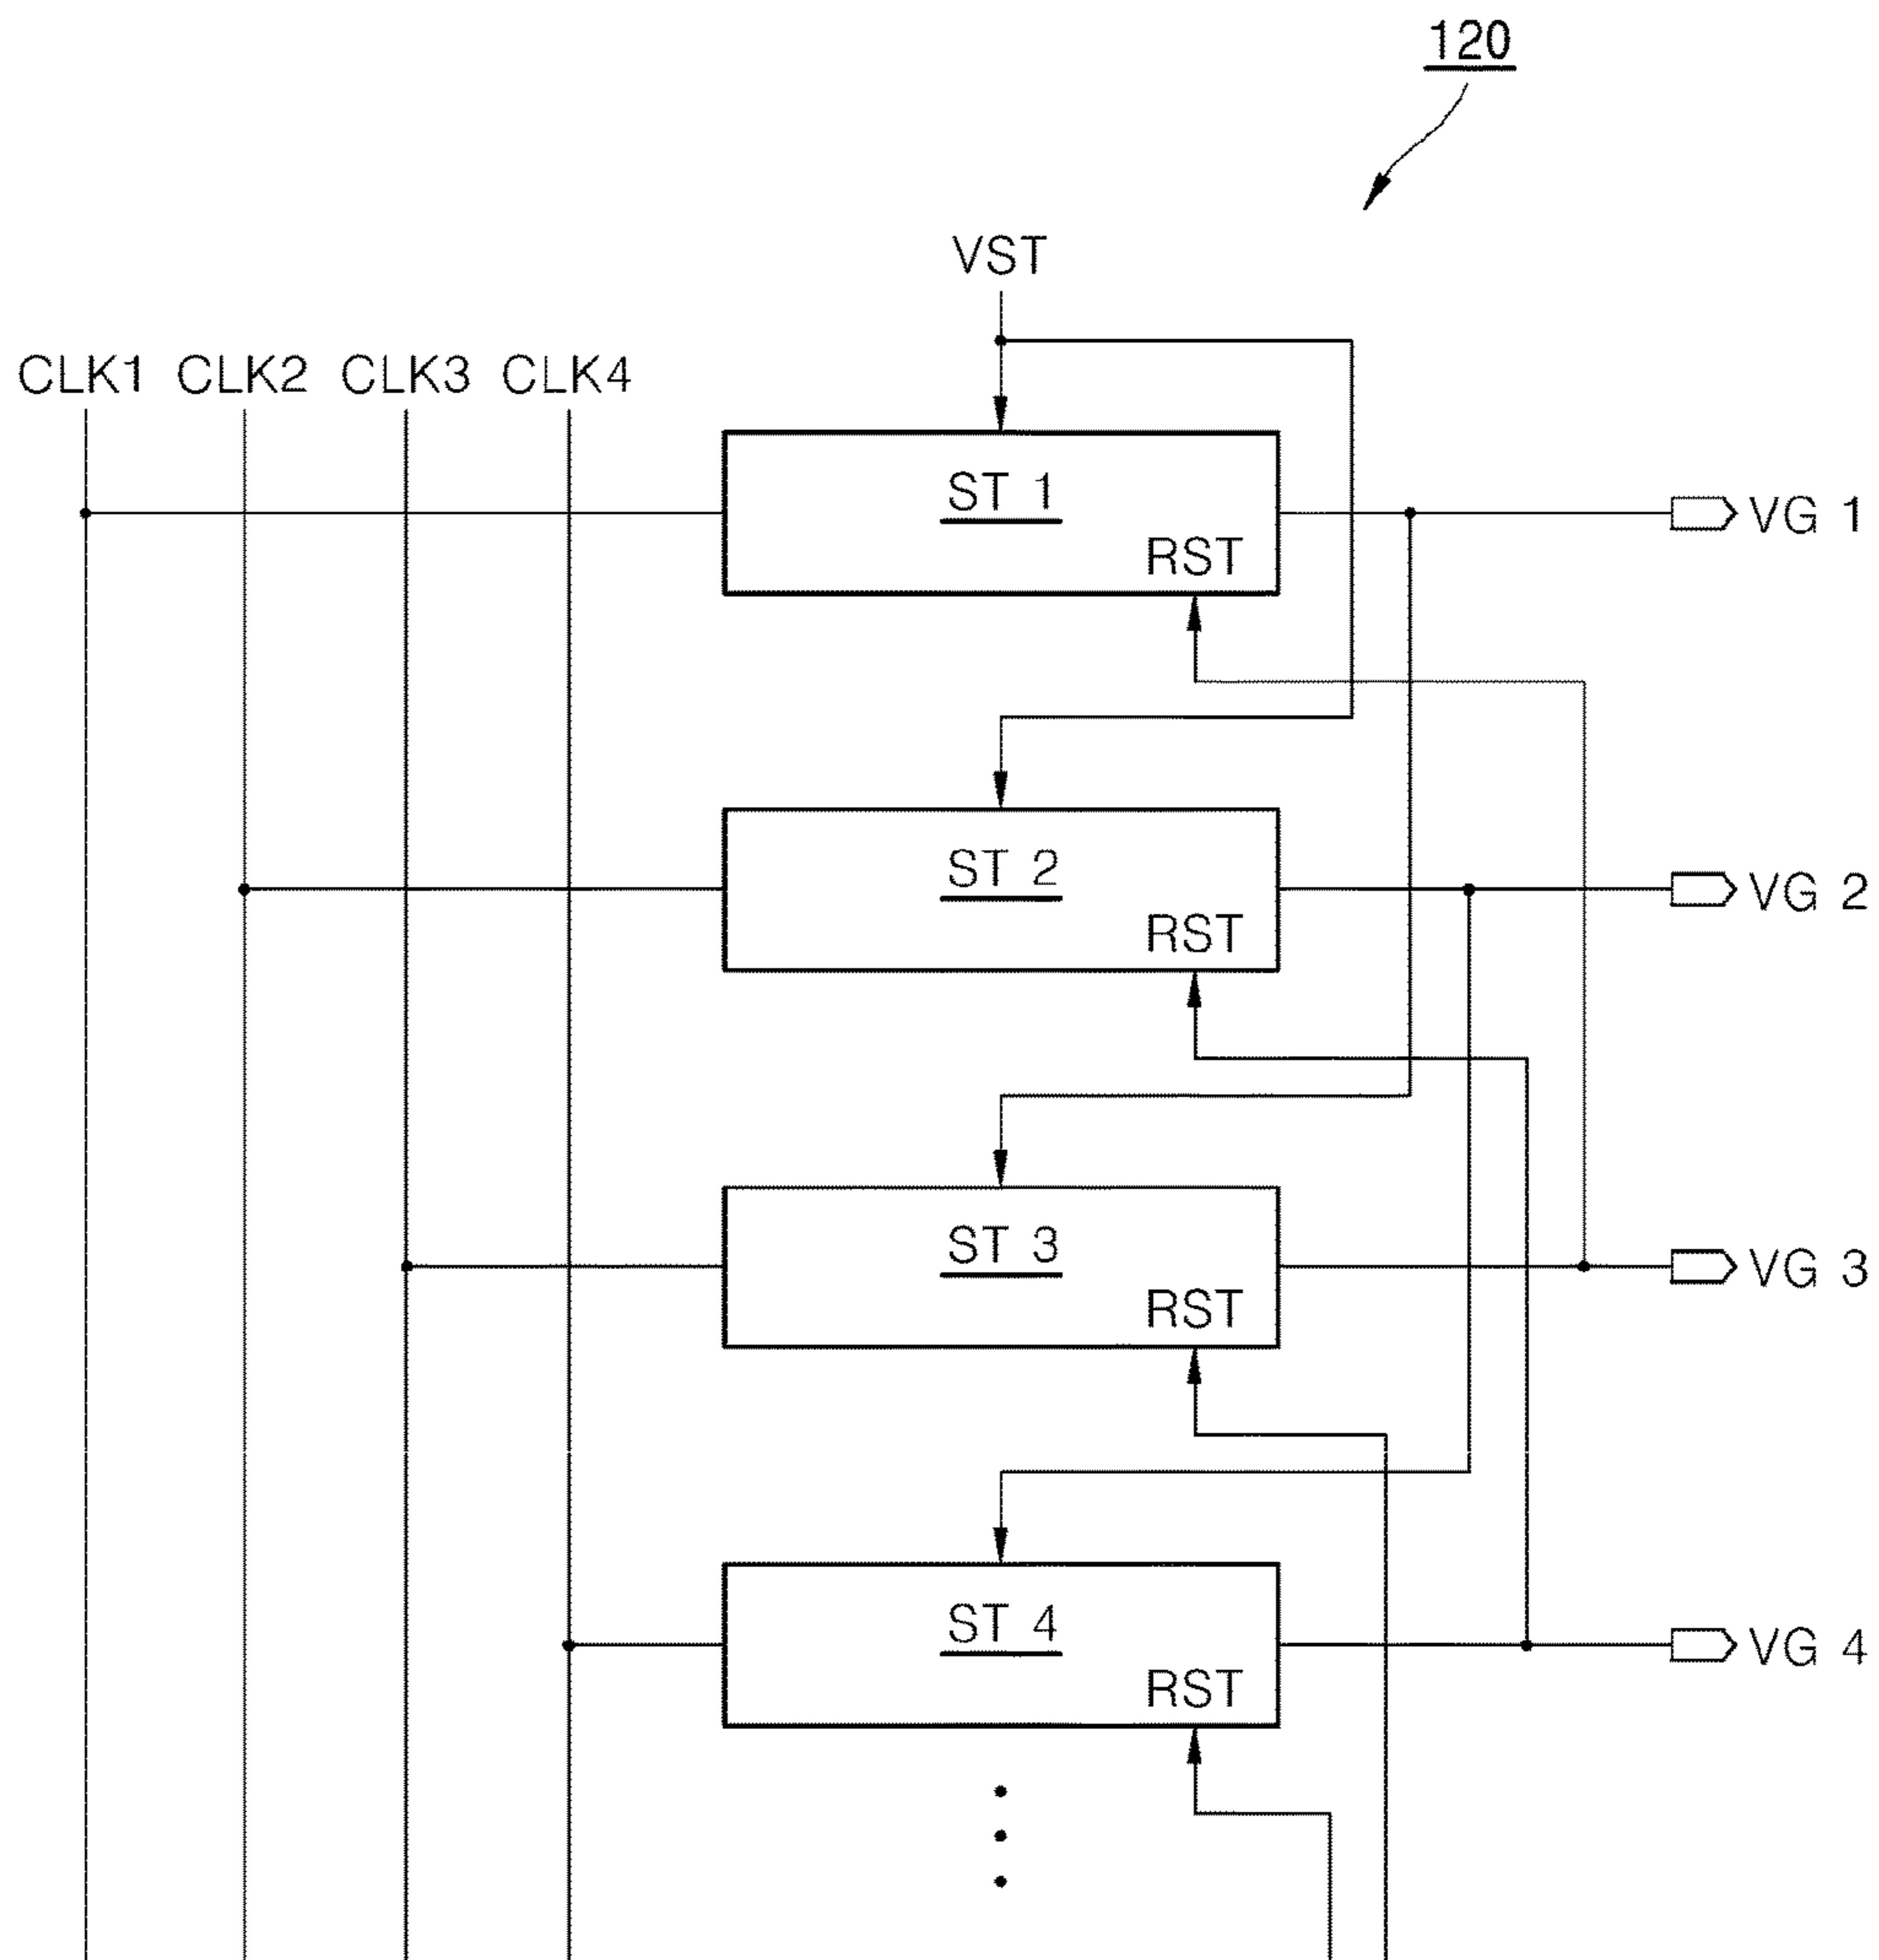 120
VST
CLK1 CLK2 CLK3 CLK4
ST 1
RST
VG 1
ST 2
RST
VG 2
ST 3
RST
VG 3
ST 4
RST
VG 4